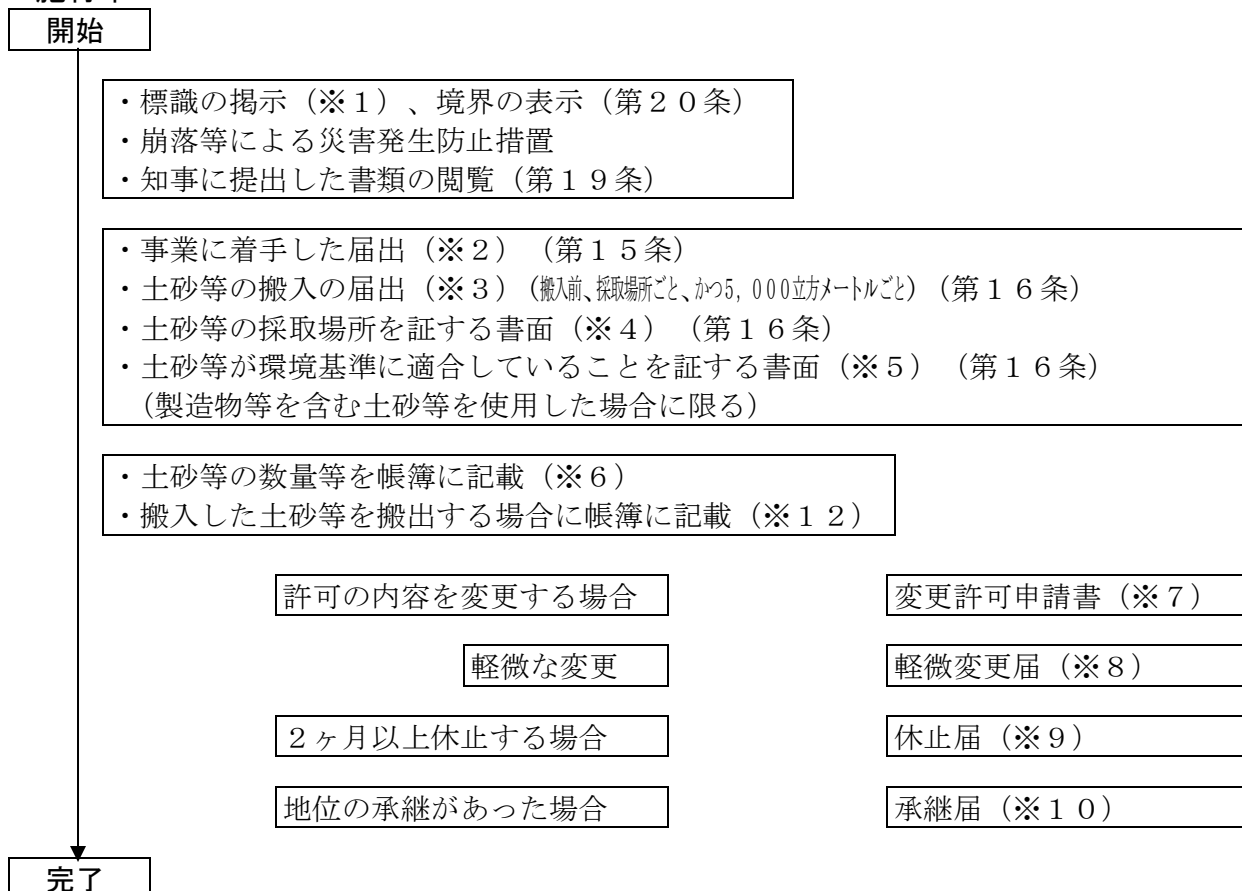 開始
・標識の掲示（※１）、境界の表示（第２０条）
・崩落等による災害発生防止措置
・知事に提出した書類の閲覧（第１９条）
・事業に着手した届出（※２）（第１５条）
・土砂等の搬入の届出（※３）（搬入前、採取場所ごと、かつ5,000立方メートルごと）（第１６条）
・土砂等の採取場所を証する書面（※４）（第１６条）
・土砂等が環境基準に適合していることを証する書面（※５）（第１６条）
（製造物等を含む土砂等を使用した場合に限る）
・土砂等の数量等を帳簿に記載（※６）
・搬入した土砂等を搬出する場合に帳簿に記載（※１２）
許可の内容を変更する場合 変更許可申請書（※７）
軽微な変更 軽微変更届（※８）
２ヶ月以上休止する場合 休止届（※９）
地位の承継があった場合 承継届（※１０）
完了